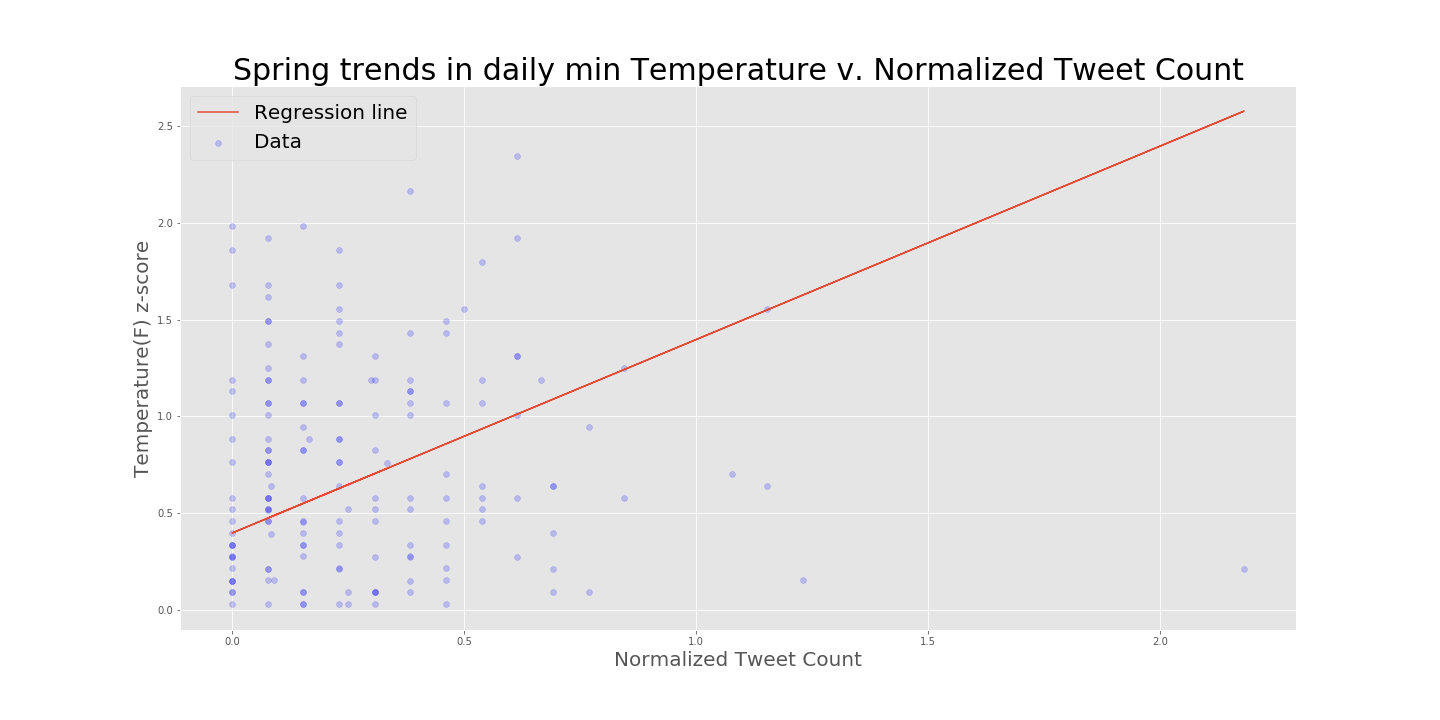 Spring trends in daily min Temperature v. Normalized Tweet Count
Regression line
Data
Temperature(F) z-score
2.5
2.0
1.5
1.0
0.5
0.0
0.0 0.5 1.0 1.5 2.0
Normalized Tweet Count